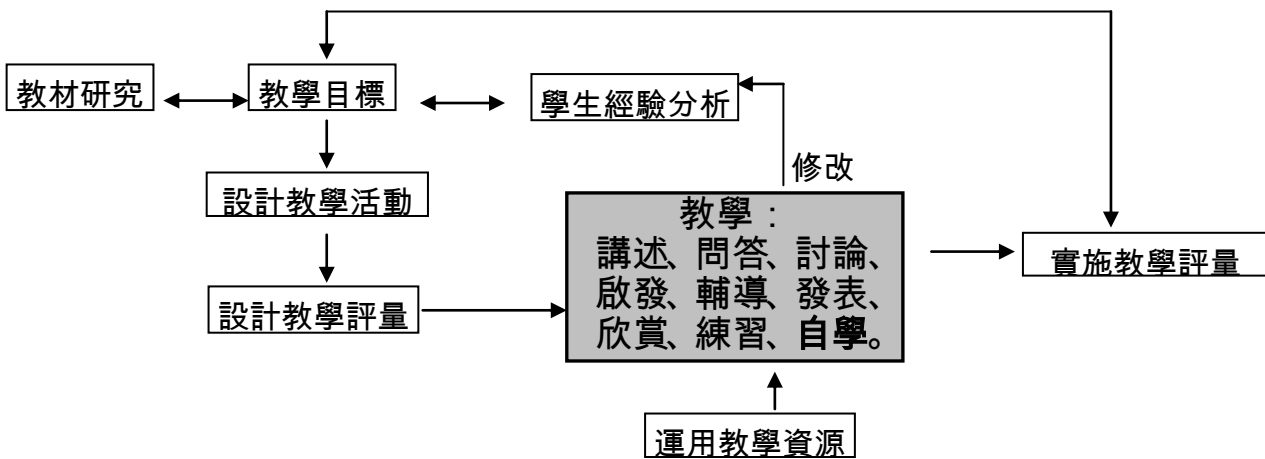 教材研究
教學目標
學生經驗分析
修改
設計教學活動
教學：
講述、問答、討論、
啟發、輔導、發表、
欣賞、練習、自學。
實施教學評量
設計教學評量
運用教學資源